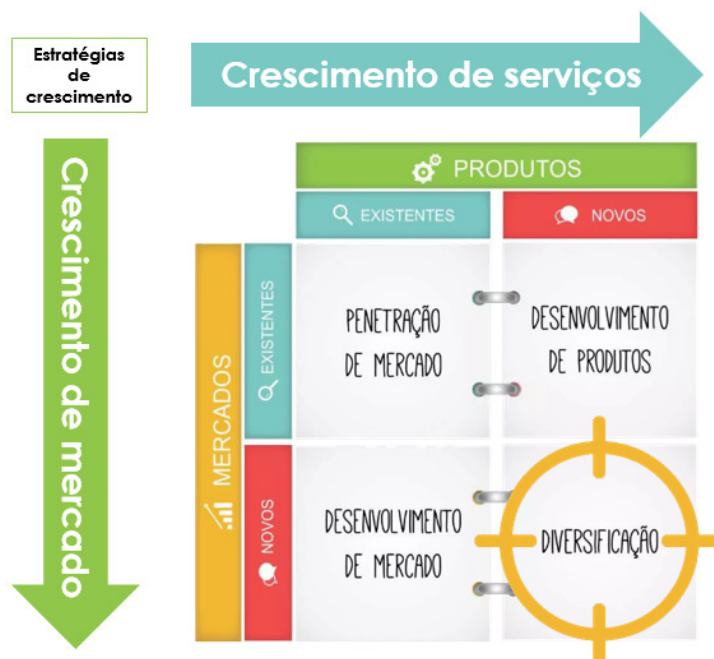 Estratégias
de
crescimento
Crescimento de serviços
Crescimento de mercado
PRODUTOS
EXISTENTES
NOVOS
MERCADOS
EXISTENTES
PENETRAÇÃO
DE MERCADO
DESENVOLVIMENTO
DE PRODUTOS
NOVOS
DESENVOLVIMENTO
DE MERCADO
DIVERSIFICAÇÃO